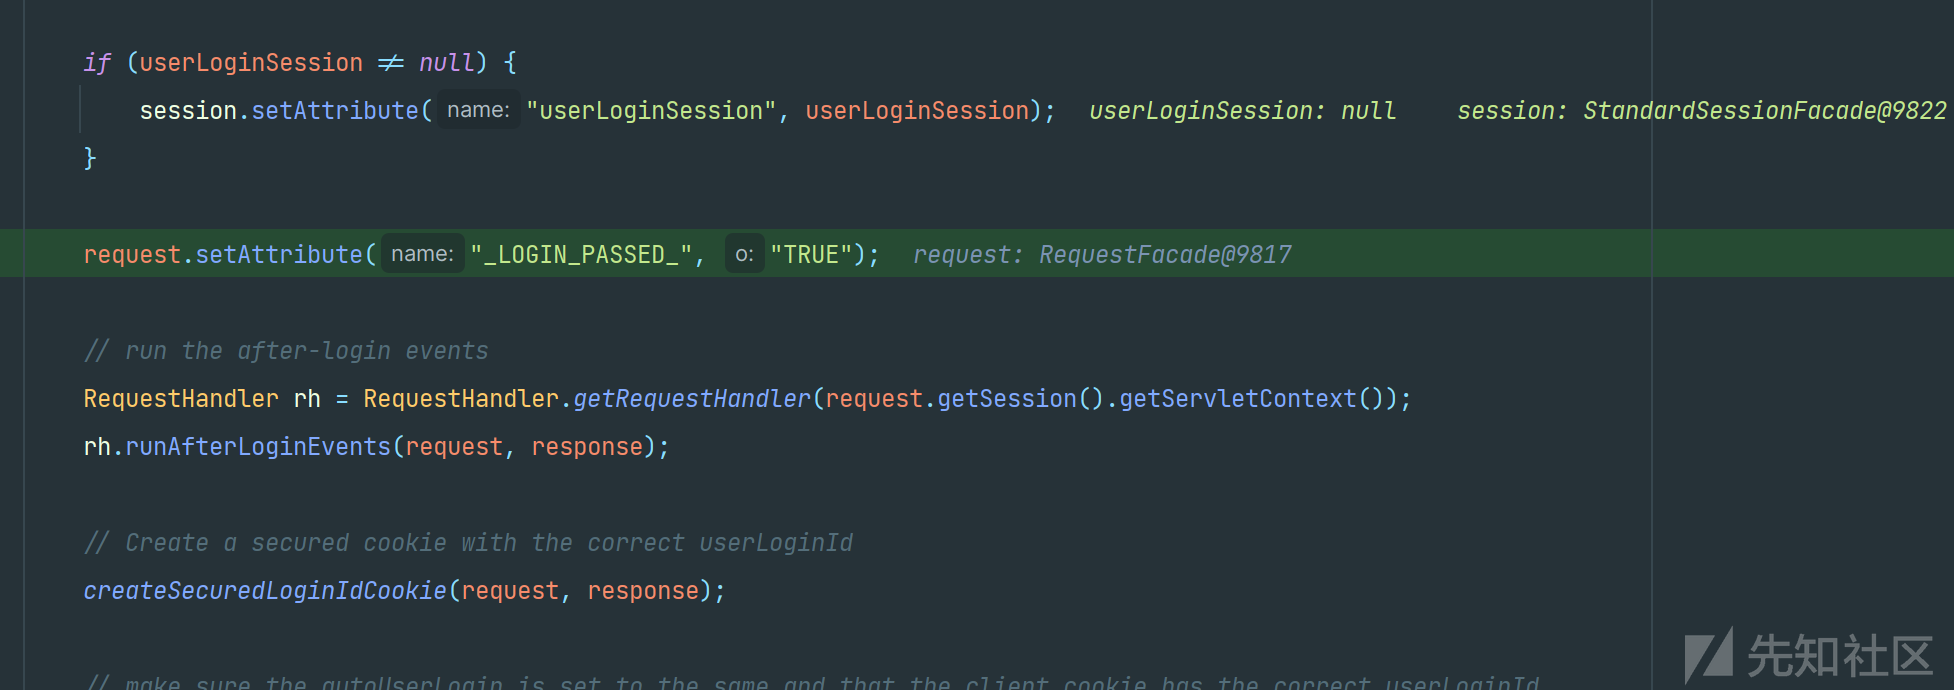 if (userLoginSession != null) {
session.setAttribute( name: "userLoginSession", userLoginSession); userLoginSession: null session: StandardSessionFacade@9822
}
request.setAttribute( name: "_LOGIN_PASSED_", o: "TRUE"); request: RequestFacade@9817
// run the after-login events
RequestHandler rh = RequestHandler.getRequestHandler(request.getSession().getServletContext());
rh.runAfterLoginEvents(request, response);
// Create a secured cookie with the correct userLoginId
createSecuredLoginIdCookie(request, response);
// make sure the autoUserLogin is set to the same and that the client cookie has the correct userLoginId
先知社区